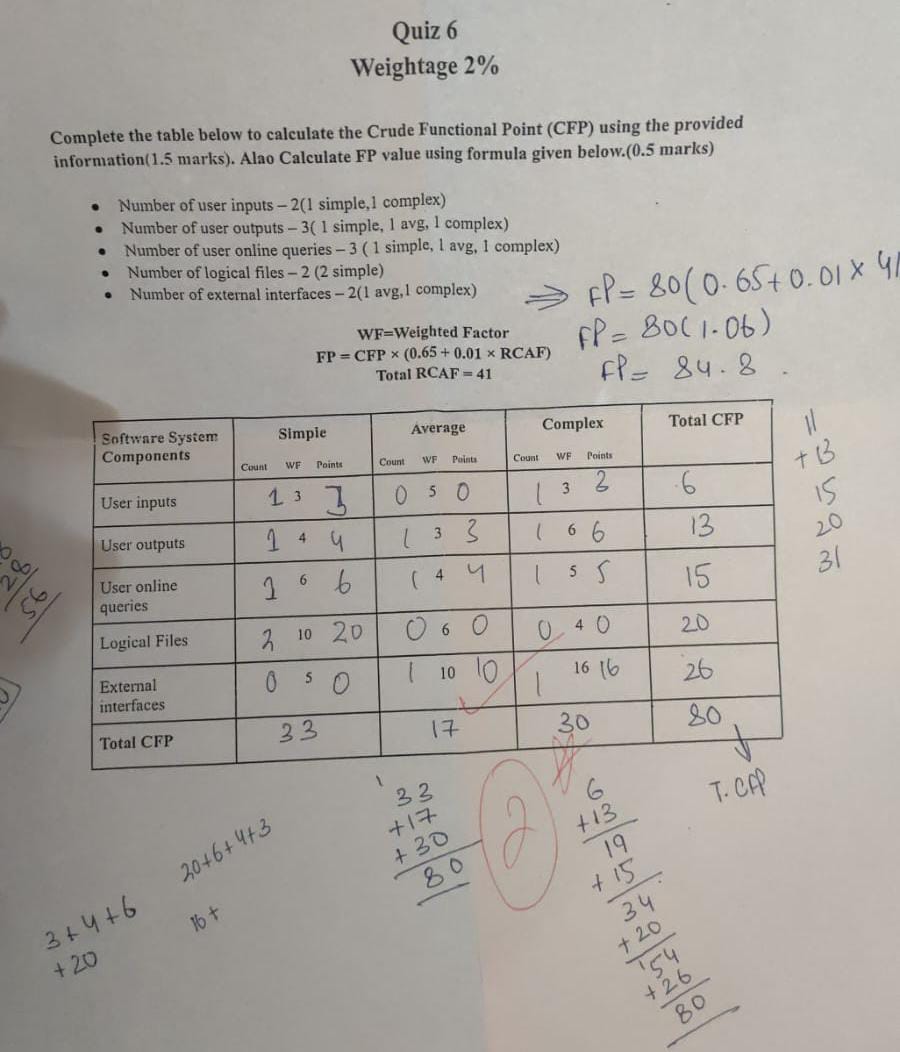 Quiz 6
Weightage 2%
Complete the table below to calculate the Crude Functional Point (CFP) using the provided
information(1.5 marks). Alao Calculate FP value using formula given below.(0.5 marks)
• Number of user inputs – 2(1 simple,1 complex)
• Number of user outputs – 3( 1 simple, 1 avg, 1 complex)
• Number of user online queries – 3 ( 1 simple, 1 avg, 1 complex)
• Number of logical files – 2 (2 simple)
• Number of external interfaces – 2(1 avg,1 complex)
⇒ FP = 80(0.65+0.01 × 41
FP = 80(1.06)
FP = 84.8 .
WF=Weighted Factor
FP = CFP × (0.65 + 0.01 × RCAF)
Total RCAF = 41
Software System Components Simple Average Complex Total CFP
Count WF Points Count WF Points Count WF Points
User inputs 1 3 3 0 5 0 1 3 3 6
User outputs 1 4 4 1 3 3 1 6 6 13
User online queries 1 6 6 1 4 4 1 5 5 15
Logical Files 2 10 20 0 6 0 0 4 0 20
External interfaces 0 5 0 1 10 10 1 16 16 26
Total CFP 33 17 30 80
T. CFP
11
+ 13
15
20
31
28
56
3+4+6
+20
20+6+4+3
16+
1
33
+17
+30
80
2
6
+13
19
+15
34
+20
54
+26
80